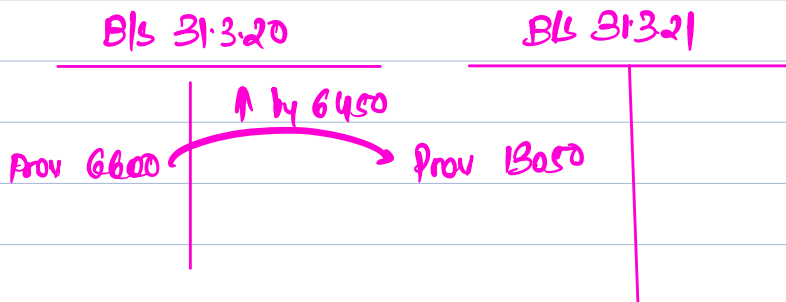 B/s 31.3.20
B/s 31.3.21
↑ by 6450
Prov 6600
Prov 13050